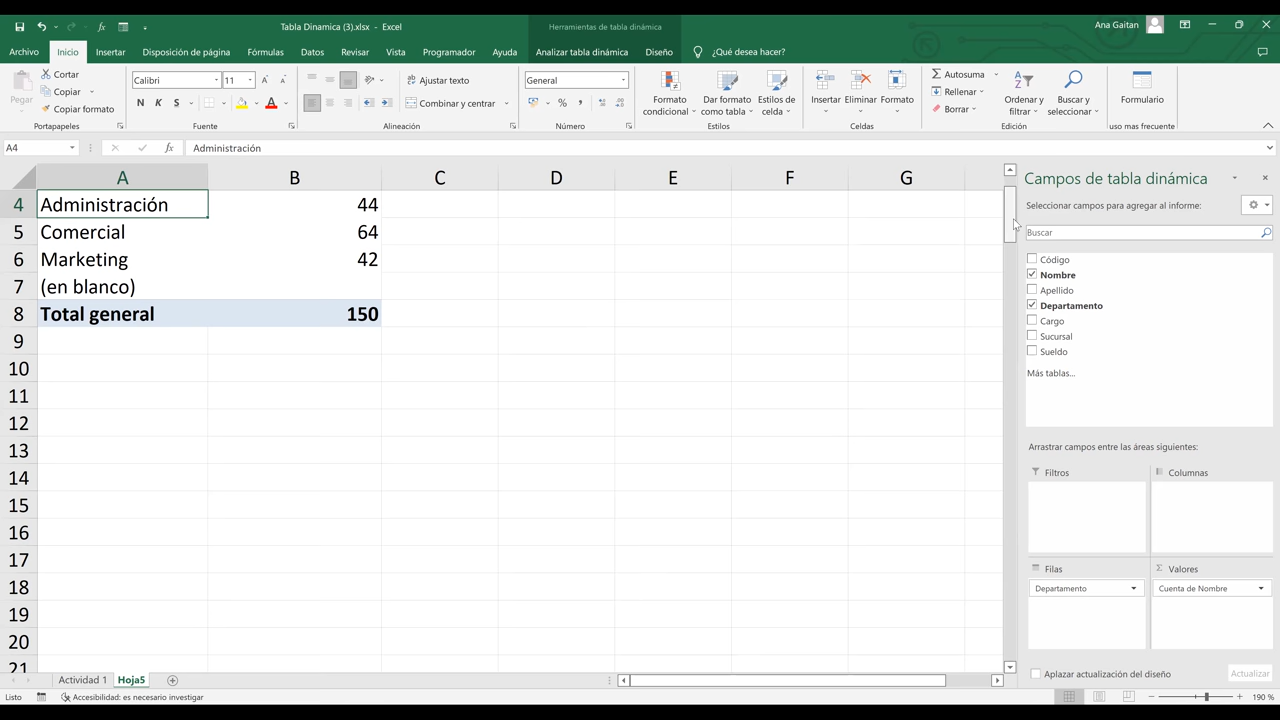 Tabla Dinamica (3).xlsx - Excel
Herramientas de tabla dinámica
Ana Gaitan
Archivo Inicio Insertar Disposición de página Fórmulas Datos Revisar Vista Programador Ayuda Analizar tabla dinámica Diseño ¿Qué desea hacer?
Pegar
Cortar
Copiar
Copiar formato
Portapapeles
Calibri 11
N K S
Fuente
Ajustar texto
Combinar y centrar
Alineación
General
%
Número
Formato condicional
Dar formato como tabla
Estilos de celda
Estilos
Insertar Eliminar Formato
Celdas
Autosuma
Rellenar
Borrar
Ordenar y filtrar
Buscar y seleccionar
Edición
Formulario
uso mas frecuente
A4 fx Administración
A B C D E F G
4 Administración 44
5 Comercial 64
6 Marketing 42
7 (en blanco)
8 Total general 150
9
10
11
12
13
14
15
16
17
18
19
20
21
Campos de tabla dinámica
Seleccionar campos para agregar al informe:
Buscar
Código
Nombre
Apellido
Departamento
Cargo
Sucursal
Sueldo
Más tablas...
Arrastrar campos entre las áreas siguientes:
Filtros
Columnas
Filas
Σ Valores
Departamento
Cuenta de Nombre
Aplazar actualización del diseño
Actualizar
Actividad 1 Hoja5
Listo Accesibilidad: es necesario investigar
190 %